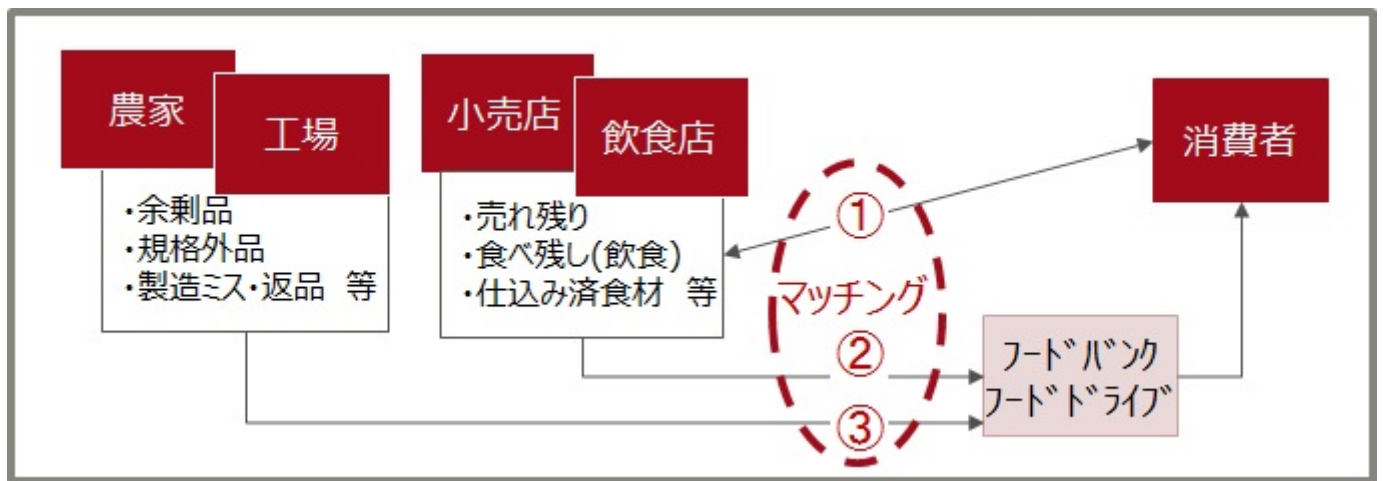 農家
工場
・余剰品
・規格外品
・製造ミス・返品　等
小売店
飲食店
・売れ残り
・食べ残し(飲食)
・仕込み済食材　等
①
マッチング
②
③
フードバンク
フードドライブ
消費者